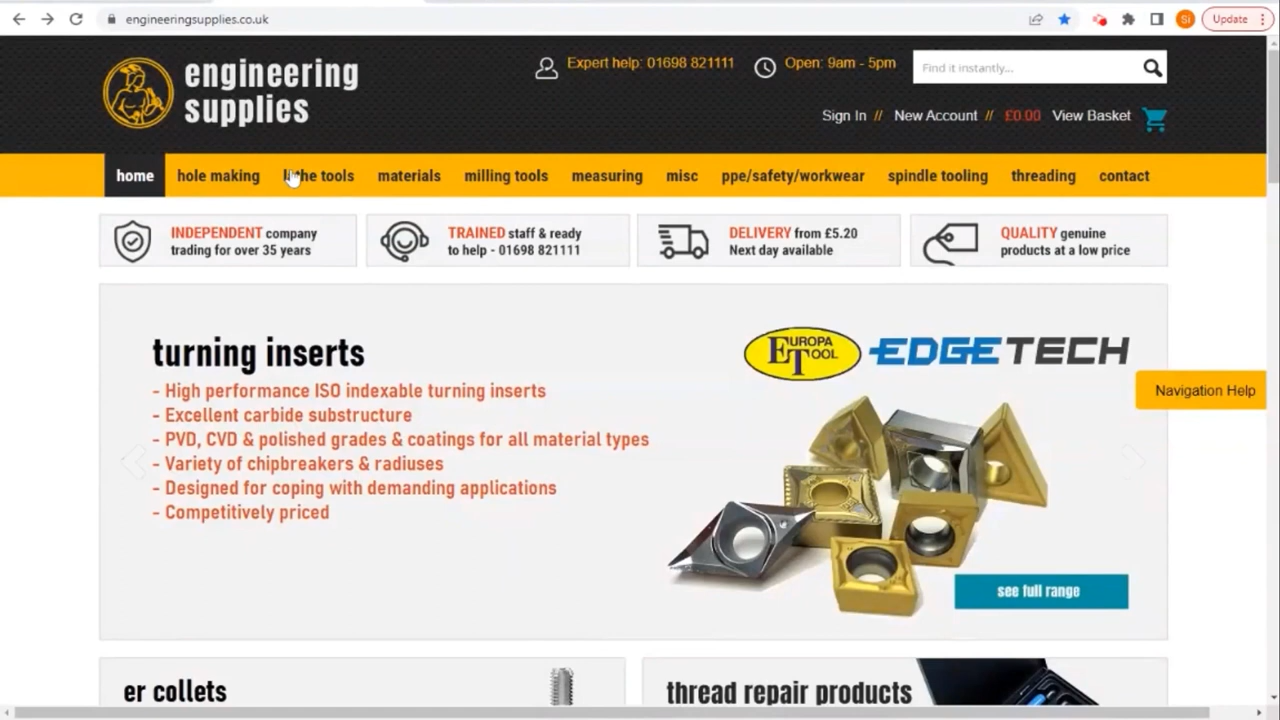 engineeringsupplies.co.uk
Si
Update
engineering
supplies
Expert help: 01698 821111
Open: 9am - 5pm
Find it instantly...
Sign In // New Account // £0.00 View Basket
home hole making lathe tools materials milling tools measuring misc ppe/safety/workwear spindle tooling threading contact
INDEPENDENT company
trading for over 35 years
TRAINED staff & ready
to help - 01698 821111
DELIVERY from £5.20
Next day available
QUALITY genuine
products at a low price
turning inserts
- High performance ISO indexable turning inserts
- Excellent carbide substructure
- PVD, CVD & polished grades & coatings for all material types
- Variety of chipbreakers & radiuses
- Designed for coping with demanding applications
- Competitively priced
EUROPA
TOOL
EDGETECH
Navigation Help
see full range
er collets
thread repair products